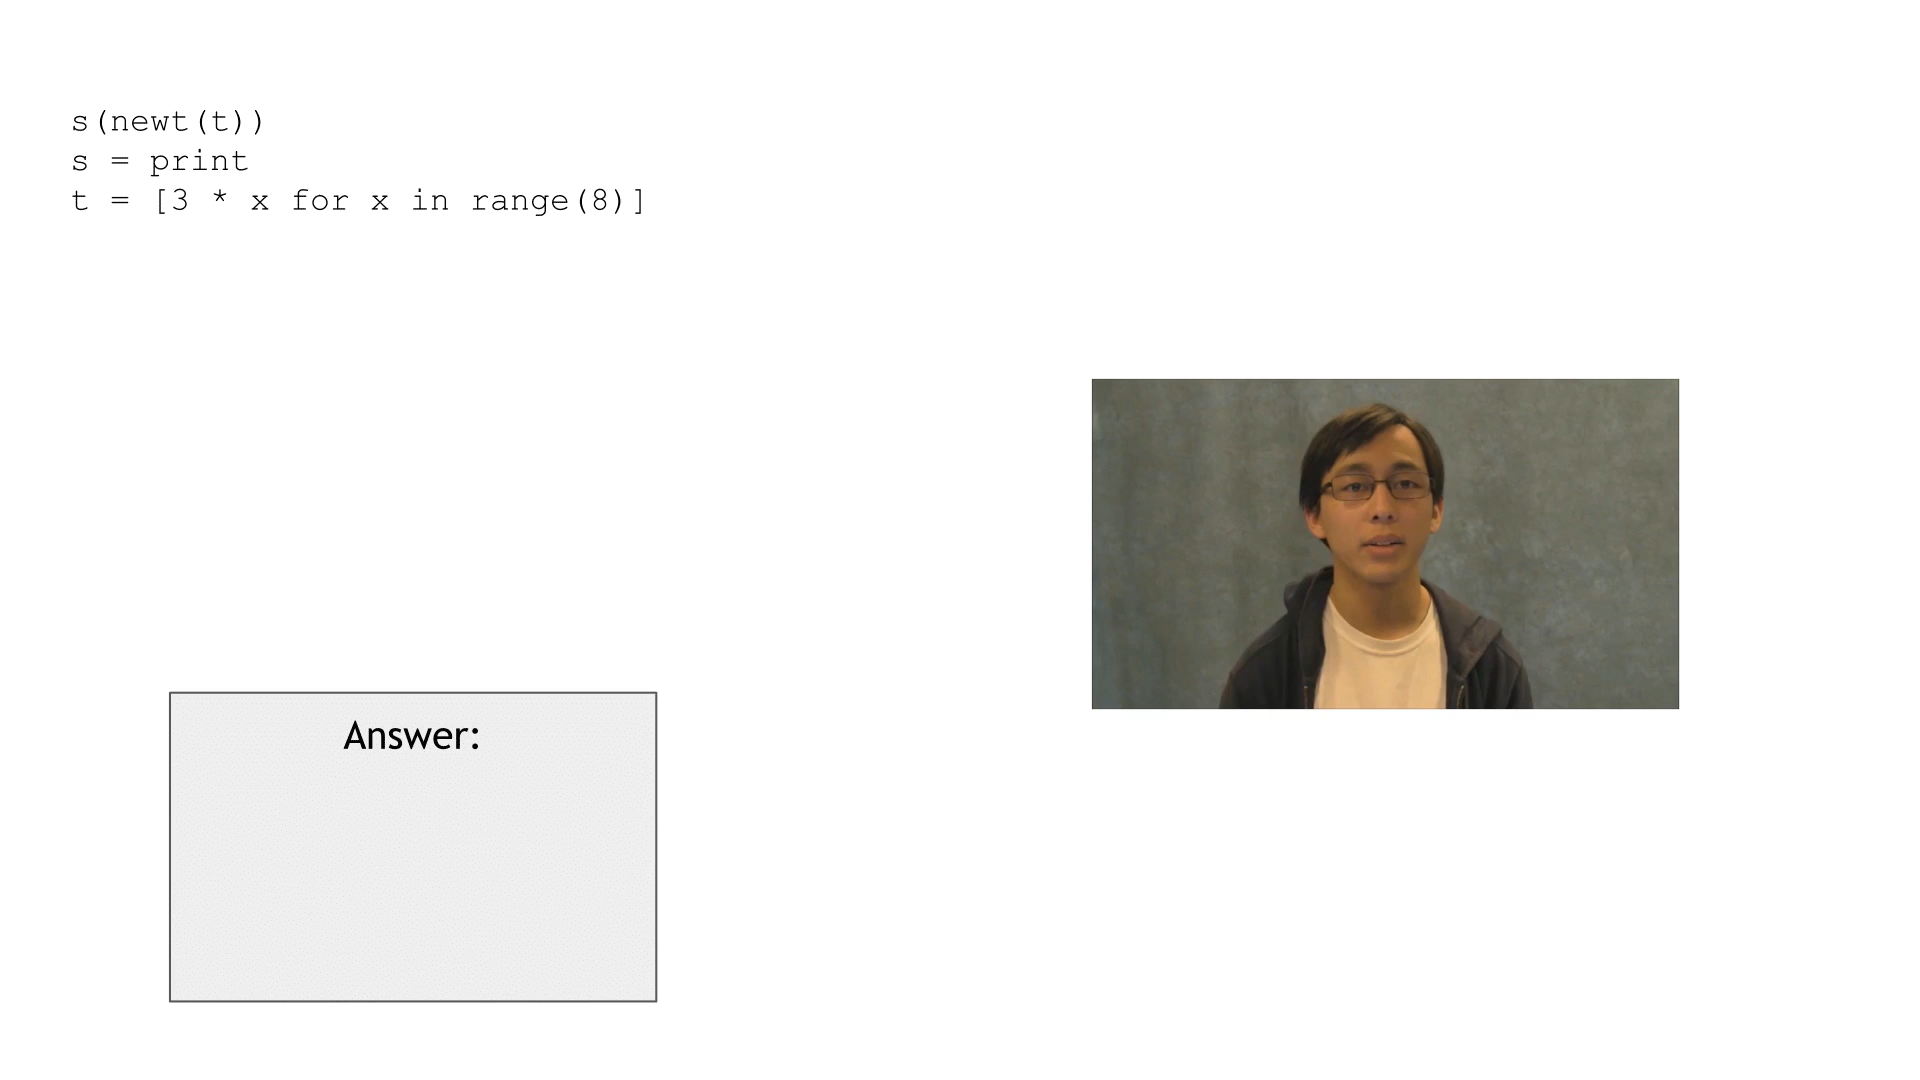 s(newt(t))
s = print
t = [3 * x for x in range(8)]
Answer: